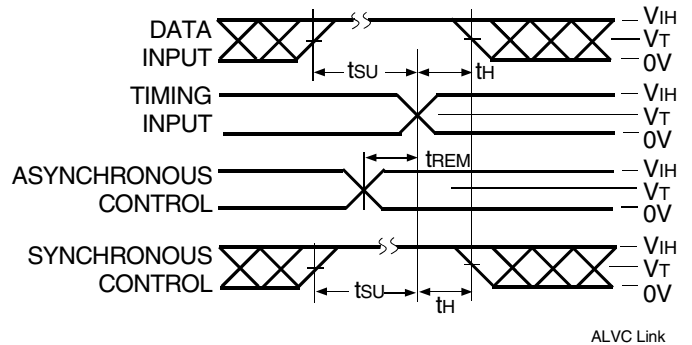 DATA
INPUT
tSU
tH
VIH
VT
0V
TIMING
INPUT
VIH
VT
0V
tREM
ASYNCHRONOUS
CONTROL
VIH
VT
0V
SYNCHRONOUS
CONTROL
tSU
tH
VIH
VT
0V
ALVC Link